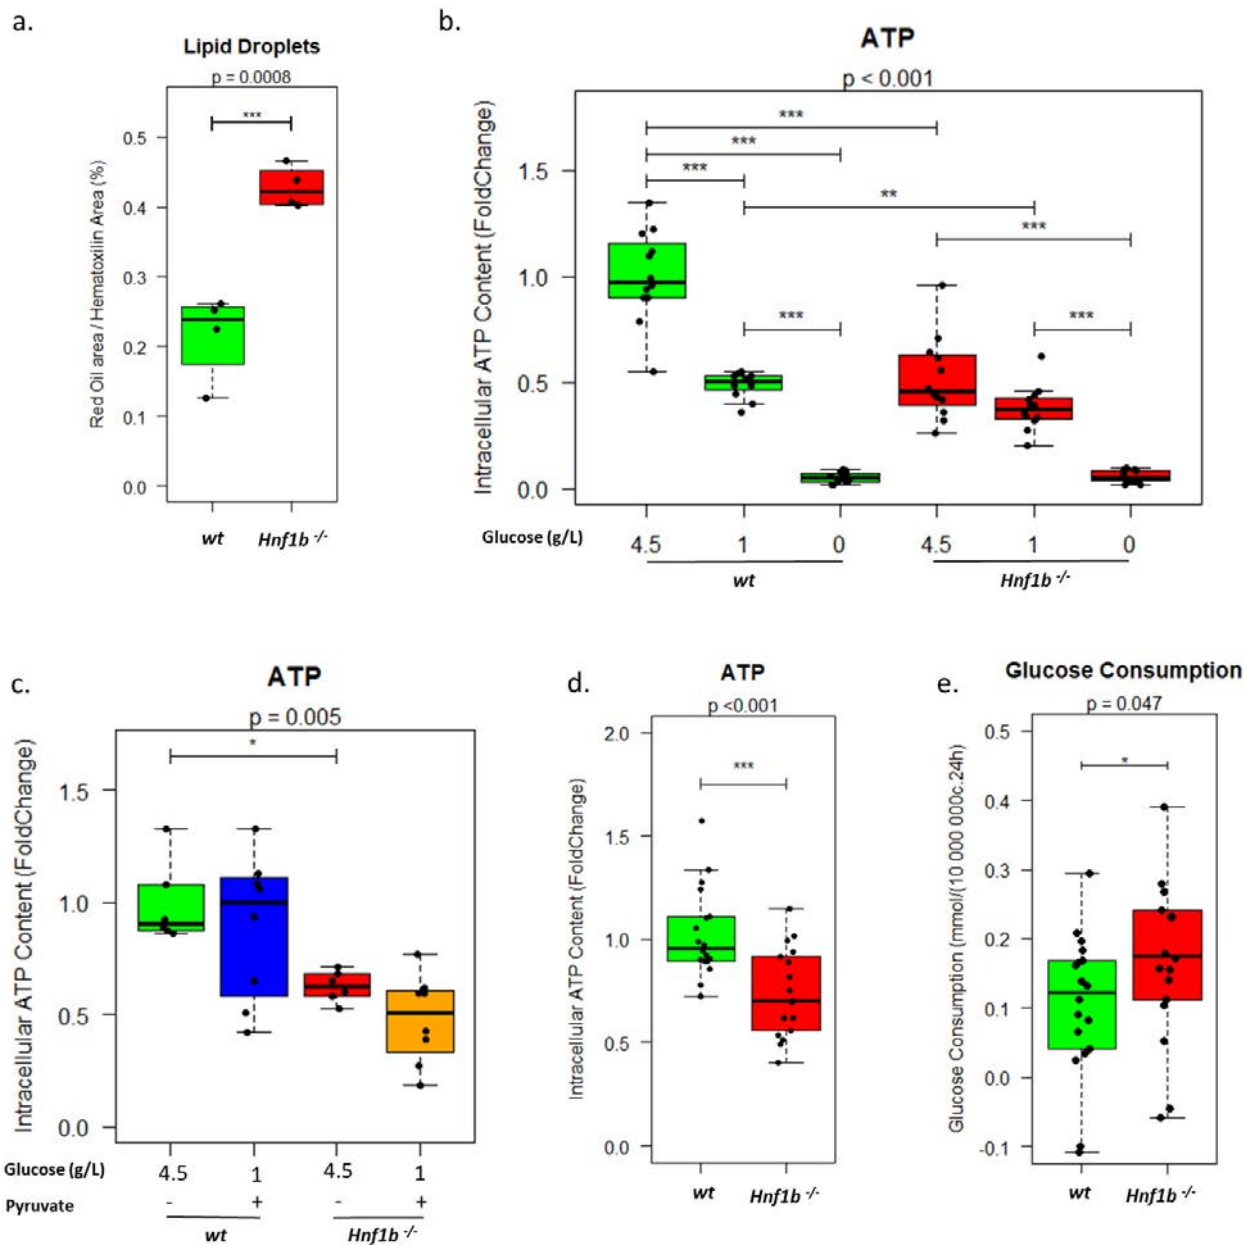 a.
Lipid Droplets
p = 0.0008
***
Red Oil area / Hematoxilin Area (%)
0.5
0.4
0.3
0.2
0.1
0.0
wt
Hnf1b -/-
b.
ATP
p < 0.001
***
***
***
**
***
***
***
Intracellular ATP Content (FoldChange)
1.5
1.0
0.5
0.0
Glucose (g/L)
4.5 1 0 4.5 1 0
wt Hnf1b -/-
c.
ATP
p = 0.005
*
Intracellular ATP Content (FoldChange)
1.5
1.0
0.5
0.0
Glucose (g/L) 4.5 1 4.5 1
Pyruvate - + - +
wt Hnf1b -/-
d.
ATP
p <0.001
***
Intracellular ATP Content (FoldChange)
2.0
1.5
1.0
0.5
0.0
wt Hnf1b -/-
e.
Glucose Consumption
p = 0.047
*
Glucose Consumption (mmol/(10 000 000c.24h)
0.5
0.4
0.3
0.2
0.1
0.0
-0.1
wt Hnf1b -/-